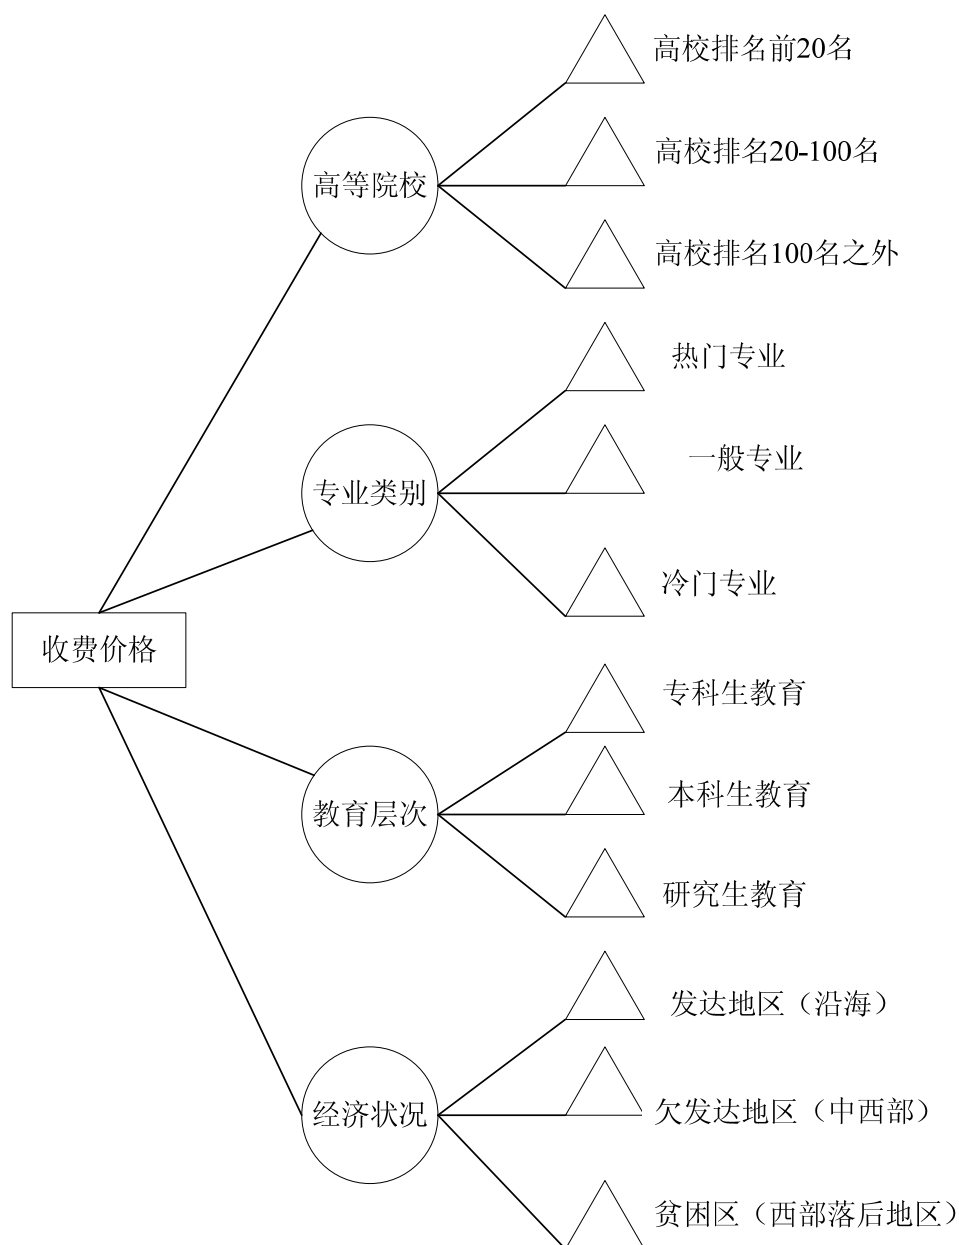 高校排名前20名
高校排名20-100名
高等院校
高校排名100名之外
热门专业
一般专业
专业类别
冷门专业
收费价格
专科生教育
本科生教育
教育层次
研究生教育
发达地区（沿海）
欠发达地区（中西部）
经济状况
贫困区（西部落后地区）